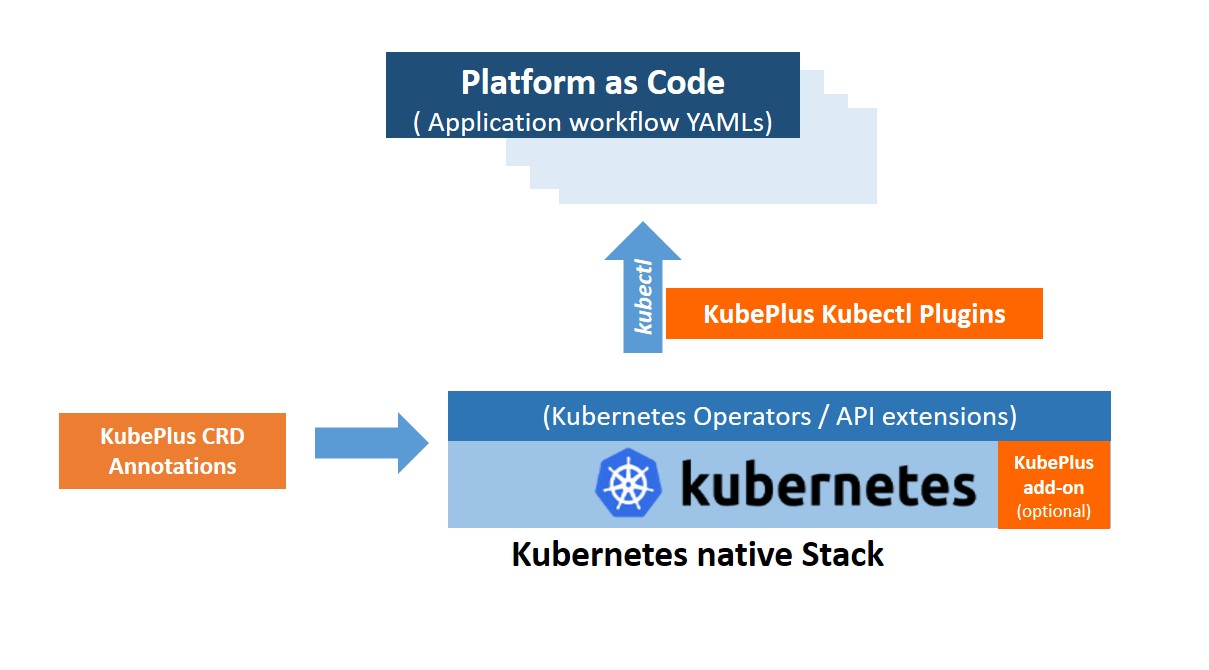 Platform as Code
( Application workflow YAMLs)
kubectl
KubePlus Kubectl Plugins
(Kubernetes Operators / API extensions)
KubePlus CRD
Annotations
kubernetes
KubePlus
add-on
(optional)
Kubernetes native Stack